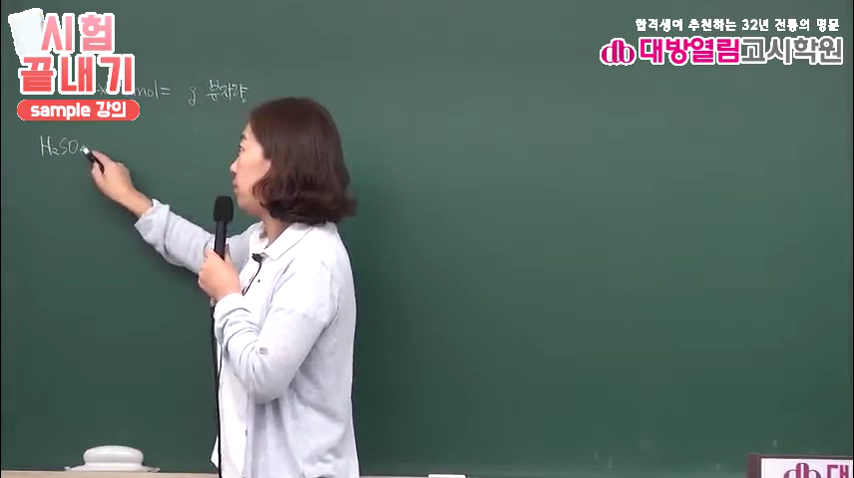 시험
끝내기
sample 강의
합격생이 추천하는 32년 전통의 명문
대방열림고시학원
mol= g 분자량
H₂SO₄
대